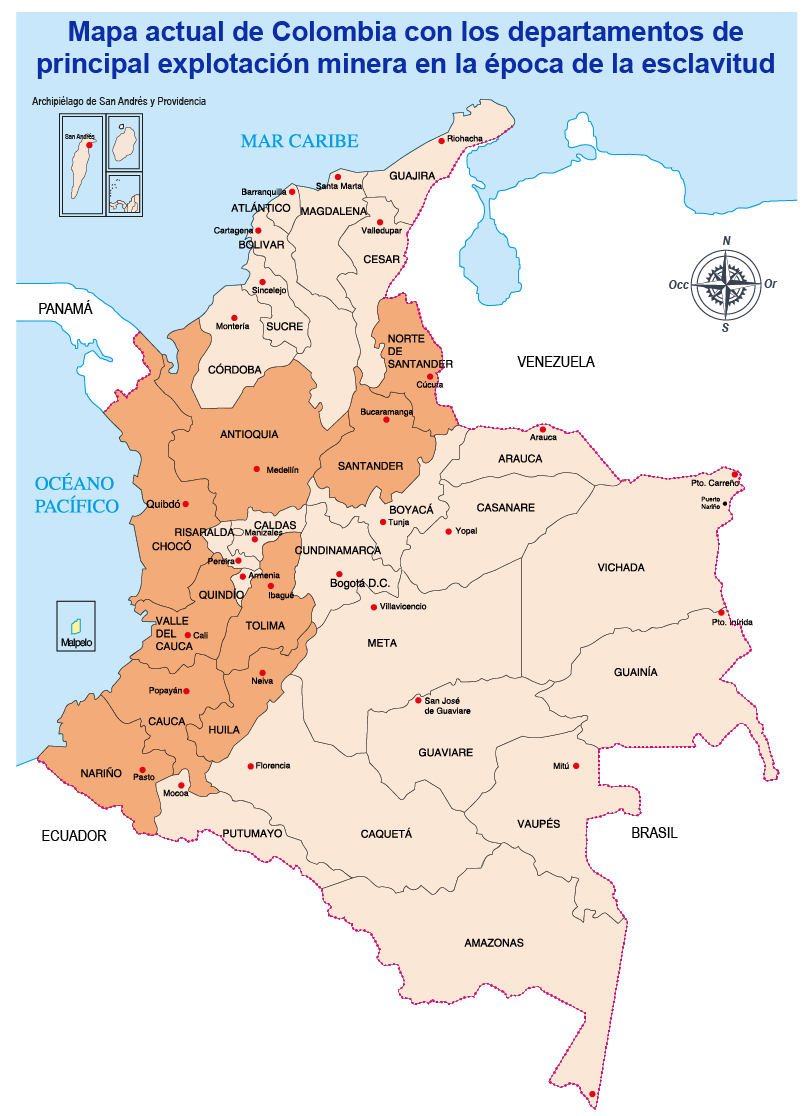 Mapa actual de Colombia con los departamentos de
principal explotación minera en la época de la esclavitud
Archipiélago de San Andrés y Providencia
San Andrés
MAR CARIBE
Riohacha
GUAJIRA
Santa Marta
Barranquilla
ATLÁNTICO
MAGDALENA
Valledupar
Cartagena
BOLIVAR
CESAR
N
Occ
Or
S
Sincelejo
PANAMÁ
Montería
SUCRE
NORTE
DE
SANTANDER
VENEZUELA
CÓRDOBA
Cúcuta
Bucaramanga
ANTIOQUIA
Arauca
ARAUCA
SANTANDER
Medellín
OCÉANO
PACÍFICO
Pto. Carreño
Puerto
Nariño
Quibdó
BOYACÁ
CASANARE
Tunja
Yopal
RISARALDA
CALDAS
Manizales
CHOCÓ
CUNDINAMARCA
Pereira
VICHADA
Armenia
Bogotá D.C.
QUINDÍO
Ibagué
Villavicencio
Malpelo
VALLE
DEL
CAUCA
Cali
TOLIMA
Pto. Inírida
META
GUAINÍA
Neiva
Popayán
San José
de Guaviare
CAUCA
HUILA
GUAVIARE
NARIÑO
Pasto
Florencia
Mitú
Mocoa
ECUADOR
PUTUMAYO
CAQUETÁ
VAUPÉS
BRASIL
AMAZONAS